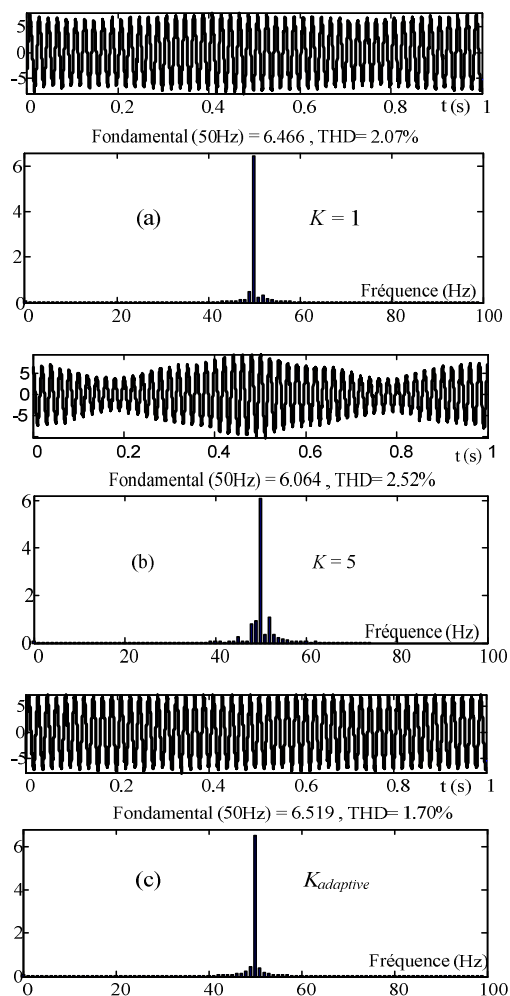 5
0
-5
0 0.2 0.4 0.6 0.8 t (s) 1
Fondamental (50Hz) = 6.466 , THD= 2.07%
6
4
2
0
(a) K = 1
Fréquence (Hz)
0 20 40 60 80 100
5
0
-5
0 0.2 0.4 0.6 0.8 t (s) 1
Fondamental (50Hz) = 6.064 , THD= 2.52%
6
4
2
0
(b) K = 5
Fréquence (Hz)
0 20 40 60 80 100
5
0
-5
0 0.2 0.4 0.6 0.8 t (s) 1
Fondamental (50Hz) = 6.519 , THD= 1.70%
6
4
2
0
(c) Kadaptive
Fréquence (Hz)
0 20 40 60 80 100